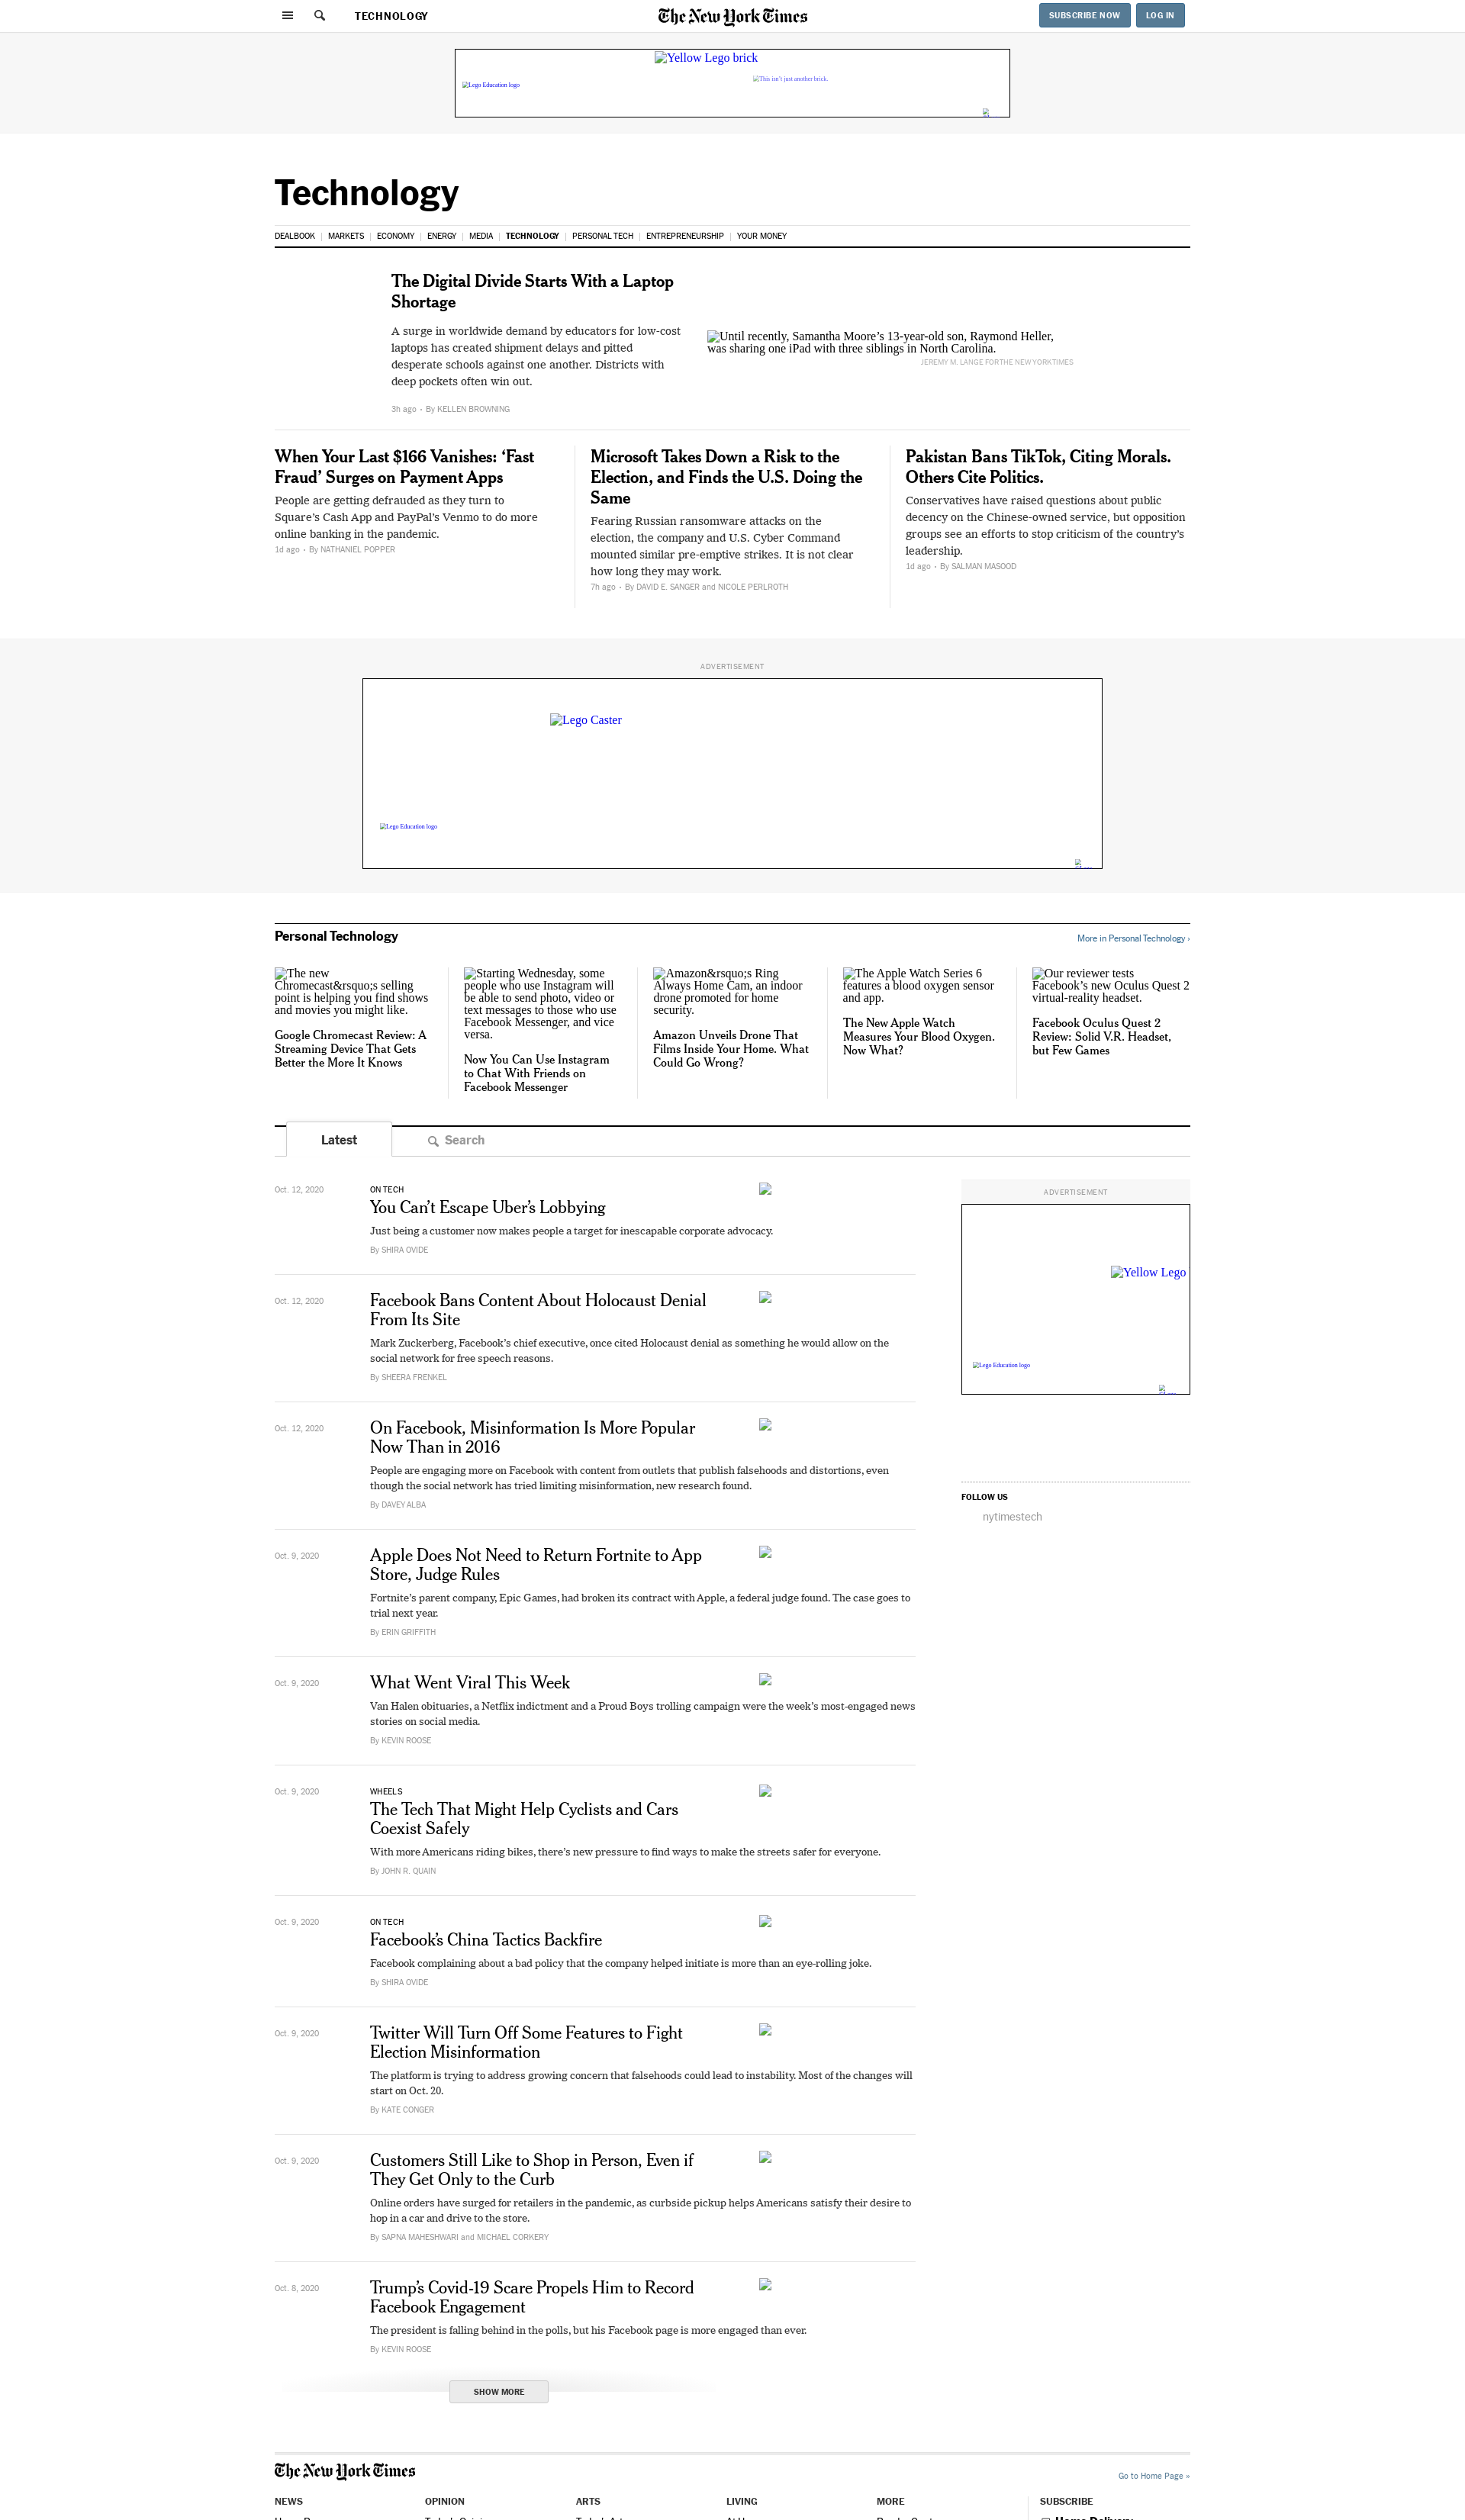 TECHNOLOGY
The New York Times
SUBSCRIBE NOW
LOG IN
Yellow Lego brick
This isn't just another brick.
Lego Education logo
Technology
DEALBOOK
MARKETS
ECONOMY
ENERGY
MEDIA
TECHNOLOGY
PERSONAL TECH
ENTREPRENEURSHIP
YOUR MONEY
The Digital Divide Starts With a Laptop
Shortage
A surge in worldwide demand by educators for low-cost
laptops has created shipment delays and pitted
desperate schools against one another. Districts with
deep pockets often win out.
3h ago • By KELLEN BROWNING
Until recently, Samantha Moore’s 13-year-old son, Raymond Heller,
was sharing one iPad with three siblings in North Carolina.
JEREMY M. LANGE FOR THE NEW YORK TIMES
When Your Last $166 Vanishes: ‘Fast
Fraud’ Surges on Payment Apps
People are getting defrauded as they turn to
Square’s Cash App and PayPal’s Venmo to do more
online banking in the pandemic.
1d ago • By NATHANIEL POPPER
Microsoft Takes Down a Risk to the
Election, and Finds the U.S. Doing the
Same
Fearing Russian ransomware attacks on the
election, the company and U.S. Cyber Command
mounted similar pre-emptive strikes. It is not clear
how long they may work.
7h ago • By DAVID E. SANGER and NICOLE PERLROTH
Pakistan Bans TikTok, Citing Morals.
Others Cite Politics.
Conservatives have raised questions about public
decency on the Chinese-owned service, but opposition
groups see an efforts to stop criticism of the country’s
leadership.
1d ago • By SALMAN MASOOD
ADVERTISEMENT
Lego Caster
Lego Education logo
Personal Technology
More in Personal Technology ›
The new
Chromecast&rsquo;s selling
point is helping you find shows
and movies you might like.
Google Chromecast Review: A
Streaming Device That Gets
Better the More It Knows
Starting Wednesday, some
people who use Instagram will
be able to send photo, video or
text messages to those who use
Facebook Messenger, and vice
versa.
Now You Can Use Instagram
to Chat With Friends on
Facebook Messenger
Amazon&rsquo;s Ring
Always Home Cam, an indoor
drone promoted for home
security.
Amazon Unveils Drone That
Films Inside Your Home. What
Could Go Wrong?
The Apple Watch Series 6
features a blood oxygen sensor
and app.
The New Apple Watch
Measures Your Blood Oxygen.
Now What?
Our reviewer tests
Facebook’s new Oculus Quest 2
virtual-reality headset.
Facebook Oculus Quest 2
Review: Solid V.R. Headset,
but Few Games
Latest
Search
Oct. 12, 2020
ON TECH
You Can’t Escape Uber’s Lobbying
Just being a customer now makes people a target for inescapable corporate advocacy.
By SHIRA OVIDE
Oct. 12, 2020
Facebook Bans Content About Holocaust Denial
From Its Site
Mark Zuckerberg, Facebook’s chief executive, once cited Holocaust denial as something he would allow on the
social network for free speech reasons.
By SHEERA FRENKEL
Oct. 12, 2020
On Facebook, Misinformation Is More Popular
Now Than in 2016
People are engaging more on Facebook with content from outlets that publish falsehoods and distortions, even
though the social network has tried limiting misinformation, new research found.
By DAVEY ALBA
Oct. 9, 2020
Apple Does Not Need to Return Fortnite to App
Store, Judge Rules
Fortnite’s parent company, Epic Games, had broken its contract with Apple, a federal judge found. The case goes to
trial next year.
By ERIN GRIFFITH
Oct. 9, 2020
What Went Viral This Week
Van Halen obituaries, a Netflix indictment and a Proud Boys trolling campaign were the week’s most-engaged news
stories on social media.
By KEVIN ROOSE
Oct. 9, 2020
WHEELS
The Tech That Might Help Cyclists and Cars
Coexist Safely
With more Americans riding bikes, there’s new pressure to find ways to make the streets safer for everyone.
By JOHN R. QUAIN
Oct. 9, 2020
ON TECH
Facebook’s China Tactics Backfire
Facebook complaining about a bad policy that the company helped initiate is more than an eye-rolling joke.
By SHIRA OVIDE
Oct. 9, 2020
Twitter Will Turn Off Some Features to Fight
Election Misinformation
The platform is trying to address growing concern that falsehoods could lead to instability. Most of the changes will
start on Oct. 20.
By KATE CONGER
Oct. 9, 2020
Customers Still Like to Shop in Person, Even if
They Get Only to the Curb
Online orders have surged for retailers in the pandemic, as curbside pickup helps Americans satisfy their desire to
hop in a car and drive to the store.
By SAPNA MAHESHWARI and MICHAEL CORKERY
Oct. 8, 2020
Trump’s Covid-19 Scare Propels Him to Record
Facebook Engagement
The president is falling behind in the polls, but his Facebook page is more engaged than ever.
By KEVIN ROOSE
SHOW MORE
ADVERTISEMENT
Yellow Lego
Lego Education logo
FOLLOW US
nytimestech
The New York Times
Go to Home Page »
NEWS
OPINION
ARTS
LIVING
MORE
SUBSCRIBE